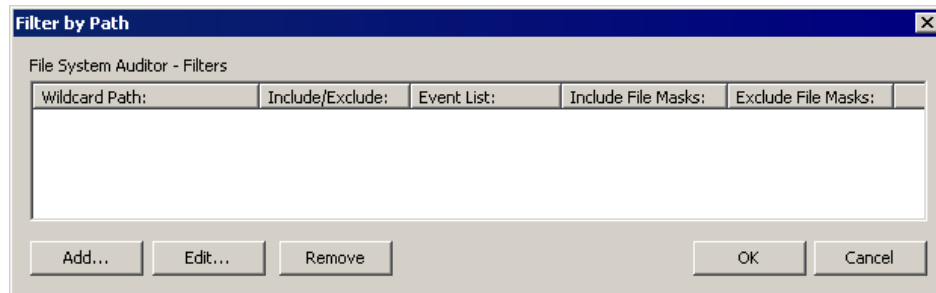 Filter by Path
File System Auditor - Filters
Wildcard Path: Include/Exclude: Event List: Include File Masks: Exclude File Masks:
Add... Edit... Remove OK Cancel